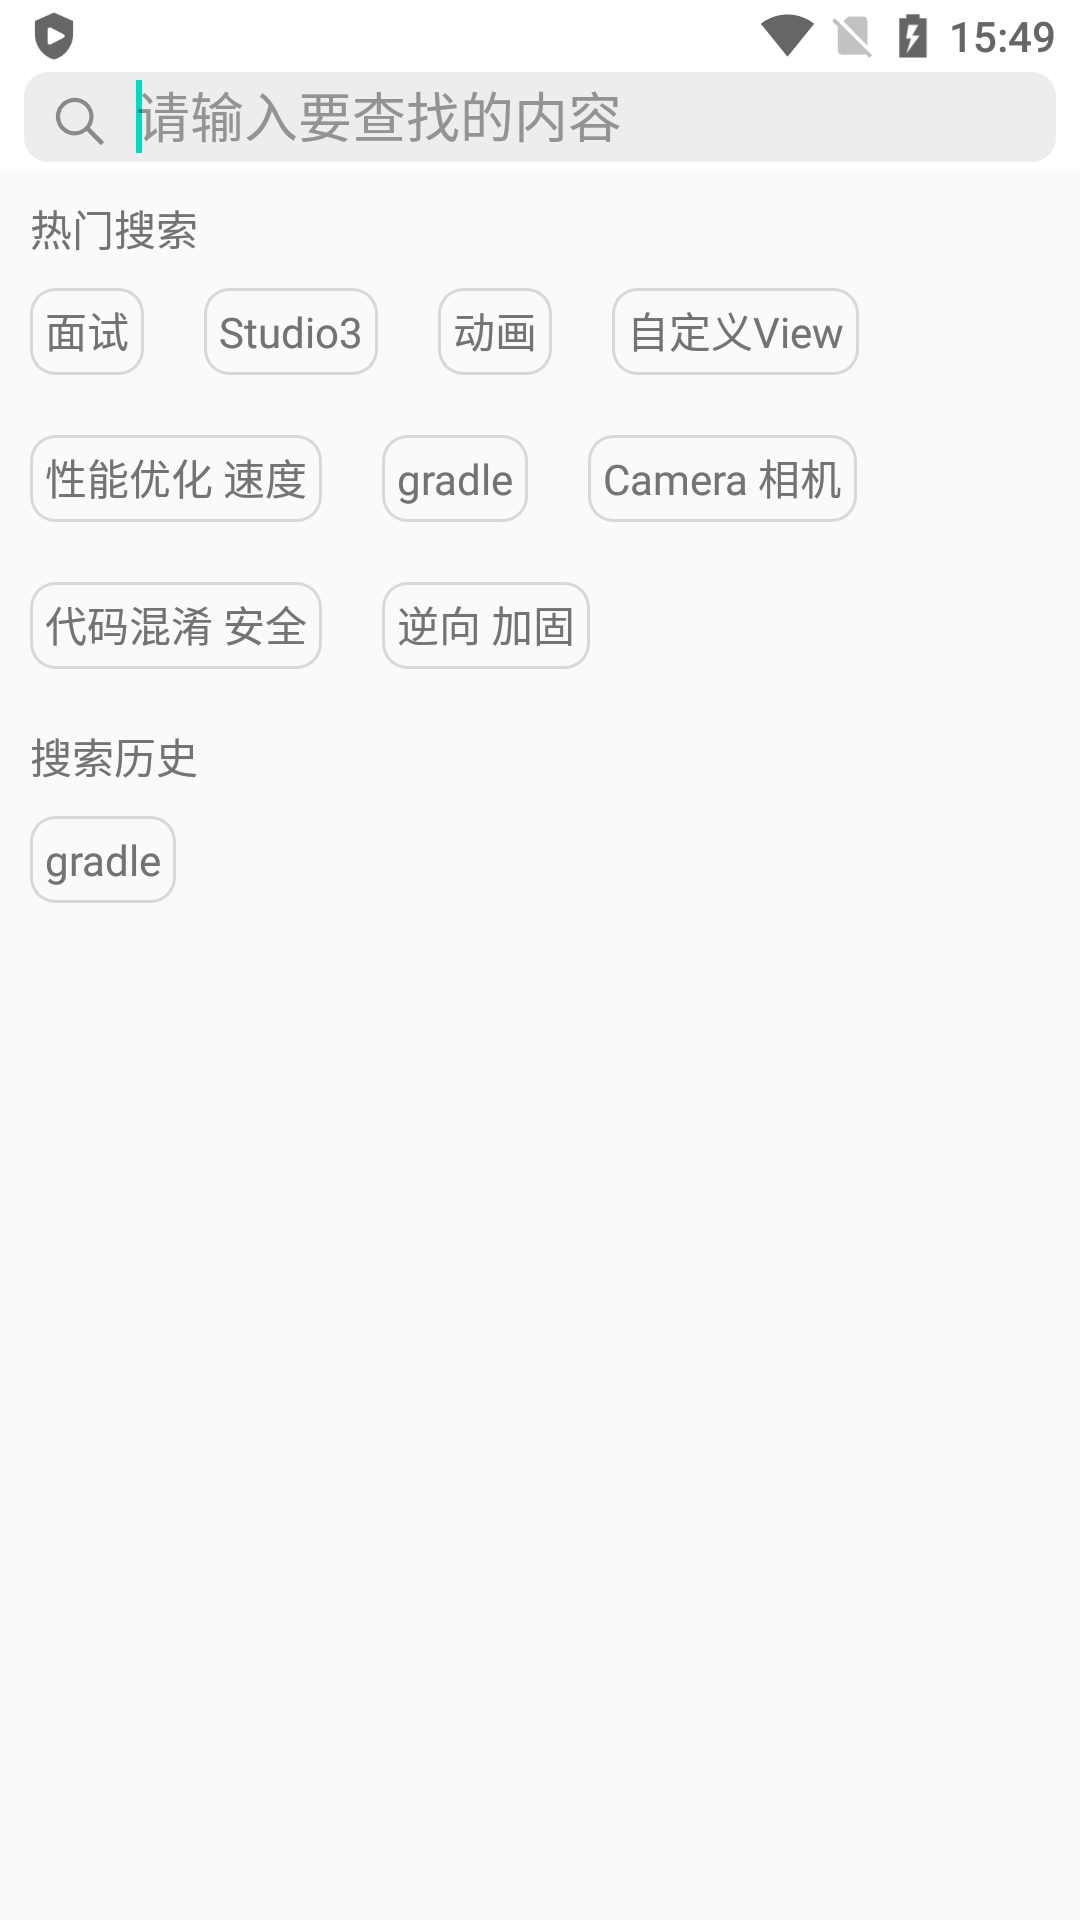 15:49
请输入要查找的内容
热门搜索
面试 Studio3 动画 自定义View
性能优化 速度 gradle Camera 相机
代码混淆 安全 逆向 加固
搜索历史
gradle